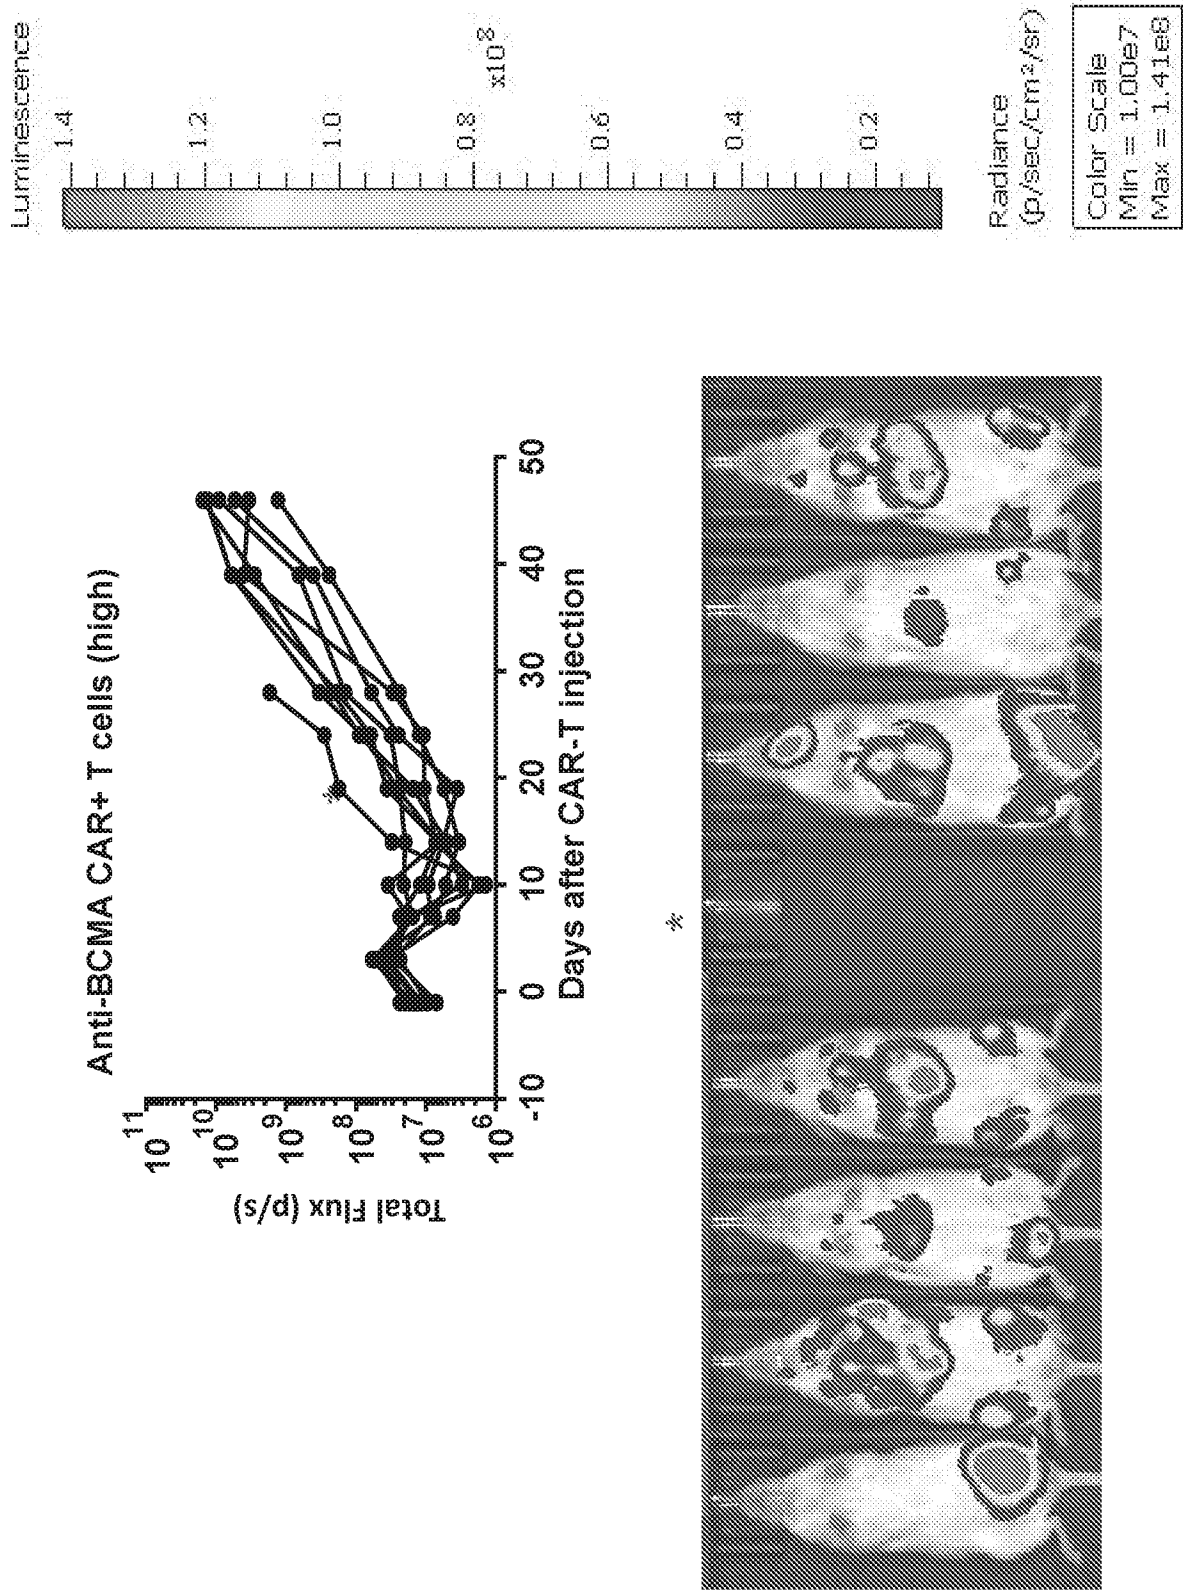 Anti-BCMA CAR+ T cells (high)
Total Flux (p/s)
10^11
10^10
10^9
10^8
10^7
10^6
-10 0 10 20 30 40 50
*
Days after CAR-T injection
*
Luminescence
1.4
1.2
1.0
0.8
x10^8
0.6
0.4
0.2
Radiance
(p/sec/cm²/sr)
Color Scale
Min = 1.00e7
Max = 1.41e8